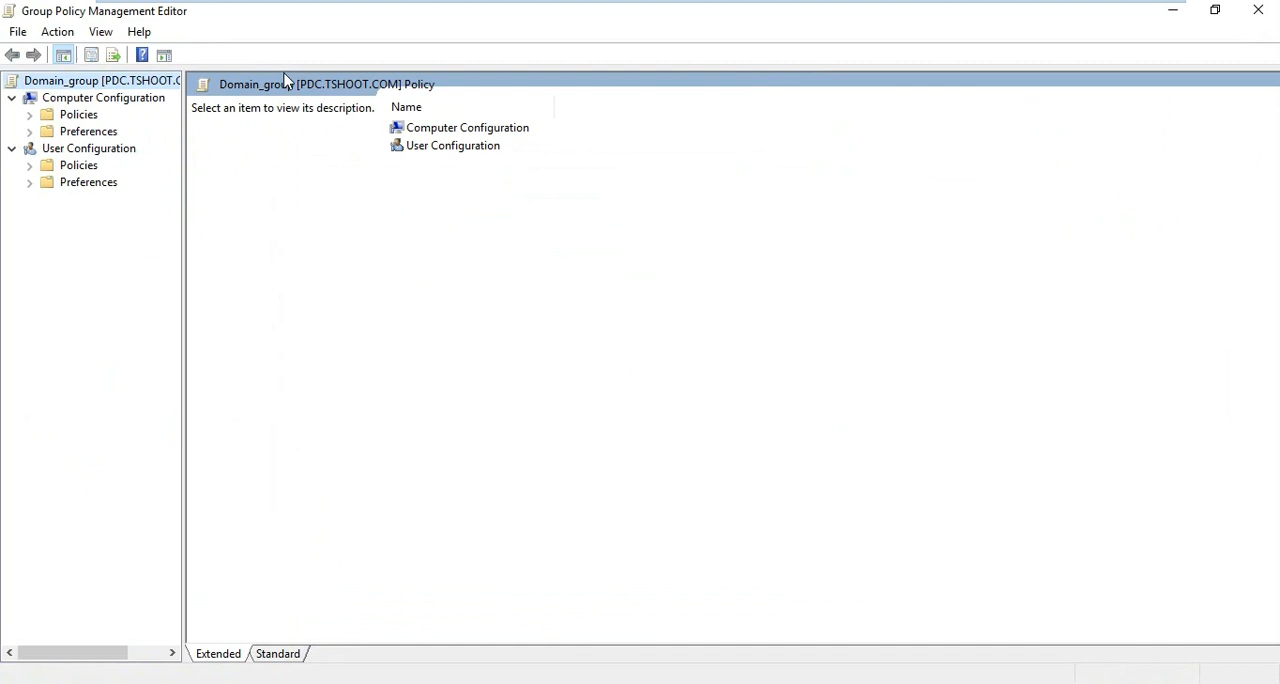 Group Policy Management Editor
File Action View Help
Domain_group [PDC.TSHOOT.C
Computer Configuration
Policies
Preferences
User Configuration
Policies
Preferences
Domain_group [PDC.TSHOOT.COM] Policy
Select an item to view its description.
Name
Computer Configuration
User Configuration
Extended Standard